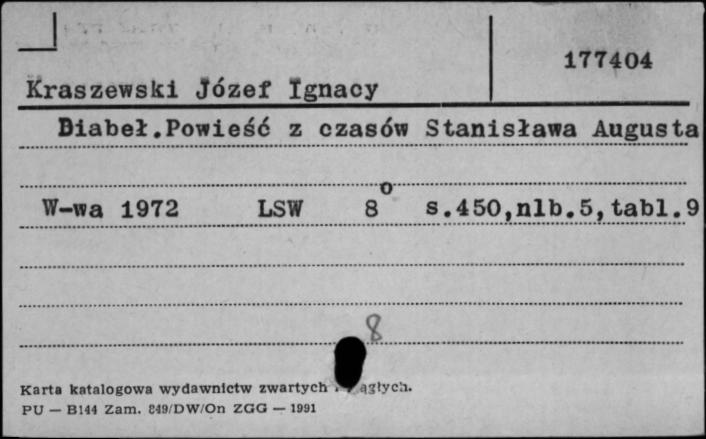 177404
Kraszewski Józef Ignacy
Diabeł.Powieść z czasów Stanisława Augusta
W-wa 1972 LSW 8° s.450,nlb.5,tabl.9
8
Karta katalogowa wydawnictw zwartych
PU — B144 Zam. 849/DW/On ZGG — 1991